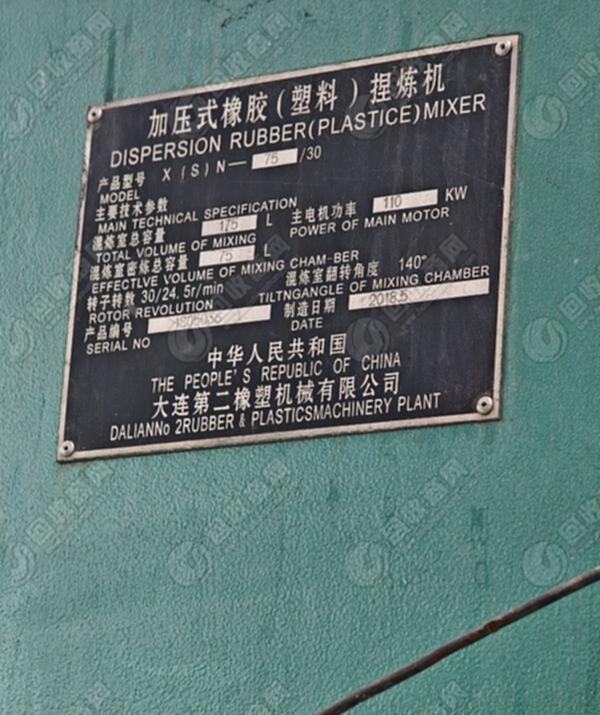 加压式橡胶(塑料)捏炼机
DISPERSION RUBBER(PLASTICE)MIXER
产品型号 X(S)N—75/30
MODEL
主要技术参数
MAIN TECHNICAL SPECIFICATION
混炼室总容量 175 L 主电机功率 110 KW
TOTAL VOLUME OF MIXING POWER OF MAIN MOTOR
混炼室密炼总容量 75 L
EFFECTLVE VOLUME OF MIXING CHAM-BER
转子转数 30/24.5r/min 混炼室翻转角度 140°
ROTOR REVOLUTION TILTNGANGLE OF MIXING CHAMBER
产品编号 制造日期 2018.5
SERIAL NO DATE
中华人民共和国
THE PEOPLE'S REPUBLIC OF CHINA
大连第二橡塑机械有限公司
DALIANNo 2RUBBER & PLASTICSMACHINERY PLANT
回收商网